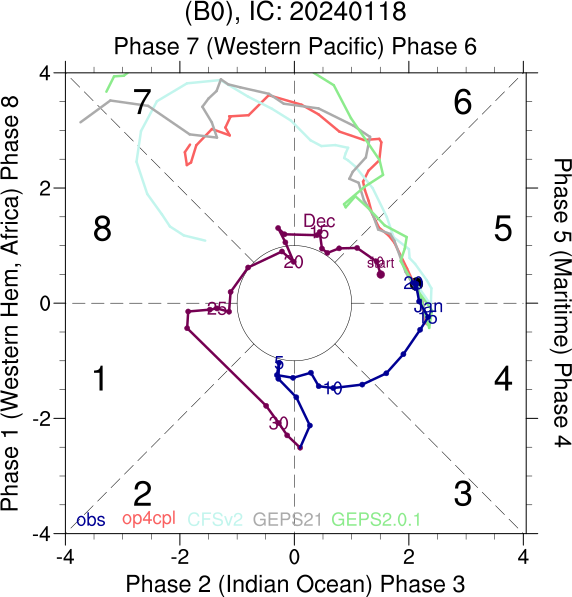 (B0), IC: 20240118
Phase 7 (Western Pacific) Phase 6
4
7
6
2
Dec
15
8
5
20
start
20
0
25
Jan
15
5
1
10
4
-2
30
2
3
obs op4cpl CFSv2 GEPS21 GEPS2.0.1
-4
-4 -2 0 2 4
Phase 2 (Indian Ocean) Phase 3
Phase 1 (Western Hem, Africa) Phase 8
Phase 5 (Maritime) Phase 4